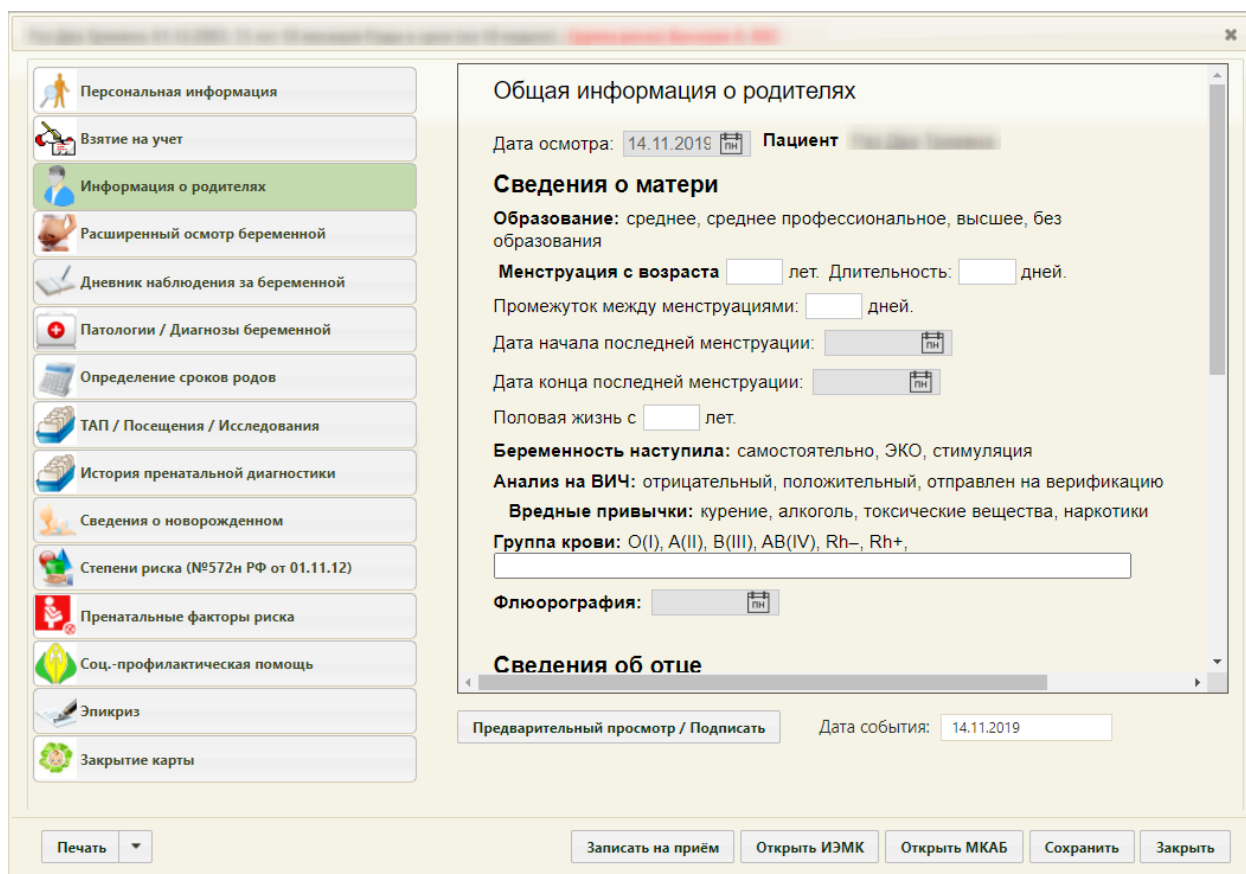 Персональная информация
Взятие на учет
Информация о родителях
Расширенный осмотр беременной
Дневник наблюдения за беременной
Патологии / Диагнозы беременной
Определение сроков родов
ТАП / Посещения / Исследования
История пренатальной диагностики
Сведения о новорожденном
Степени риска (№572н РФ от 01.11.12)
Пренатальные факторы риска
Соц.-профилактическая помощь
Эпикриз
Закрытие карты
Общая информация о родителях
Дата осмотра: 14.11.2019 пн Пациент
Сведения о матери
Образование: среднее, среднее профессиональное, высшее, без
образования
Менструация с возраста лет. Длительность: дней.
Промежуток между менструациями: дней.
Дата начала последней менструации: пн
Дата конца последней менструации: пн
Половая жизнь с лет.
Беременность наступила: самостоятельно, ЭКО, стимуляция
Анализ на ВИЧ: отрицательный, положительный, отправлен на верификацию
Вредные привычки: курение, алкоголь, токсические вещества, наркотики
Группа крови: O(I), A(II), B(III), AB(IV), Rh–, Rh+,
Флюорография: пн
Сведения об отце
Предварительный просмотр / Подписать Дата события: 14.11.2019
Печать Записать на приём Открыть ИЭМК Открыть МКАБ Сохранить Закрыть